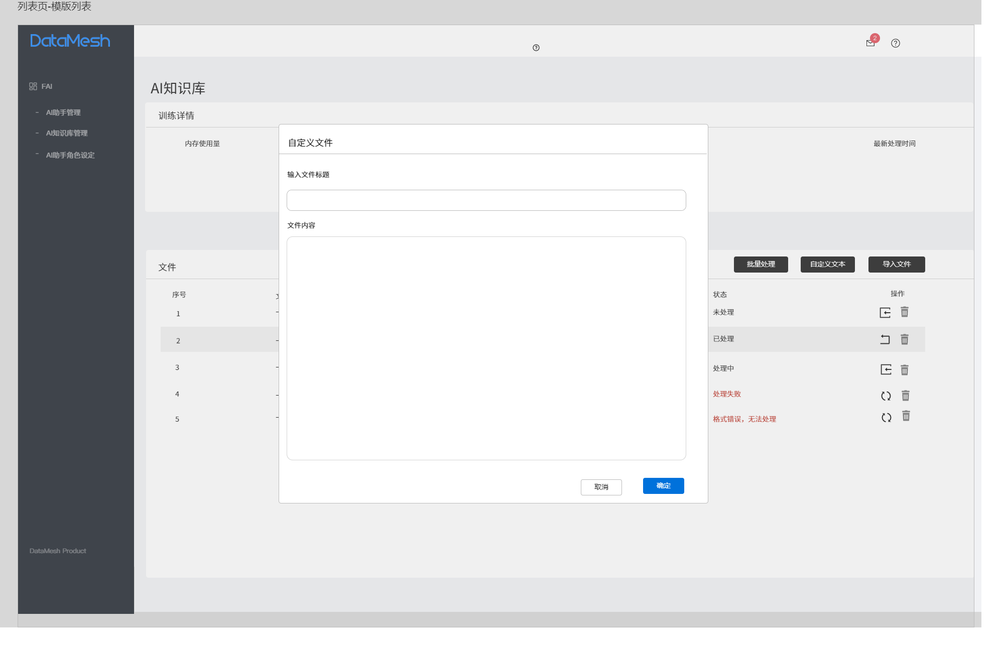 列表页-模版列表
DataMesh
2
FAI
AI助手管理
AI知识库管理
AI助手角色设定
DataMesh Product
AI知识库
训练详情
内存使用量
最新处理时间
自定义文件
输入文件标题
文件内容
取消
确定
文件
批量处理
自定义文本
导入文件
序号
状态
操作
1
未处理
2
已处理
3
处理中
4
处理失败
5
格式错误，无法处理